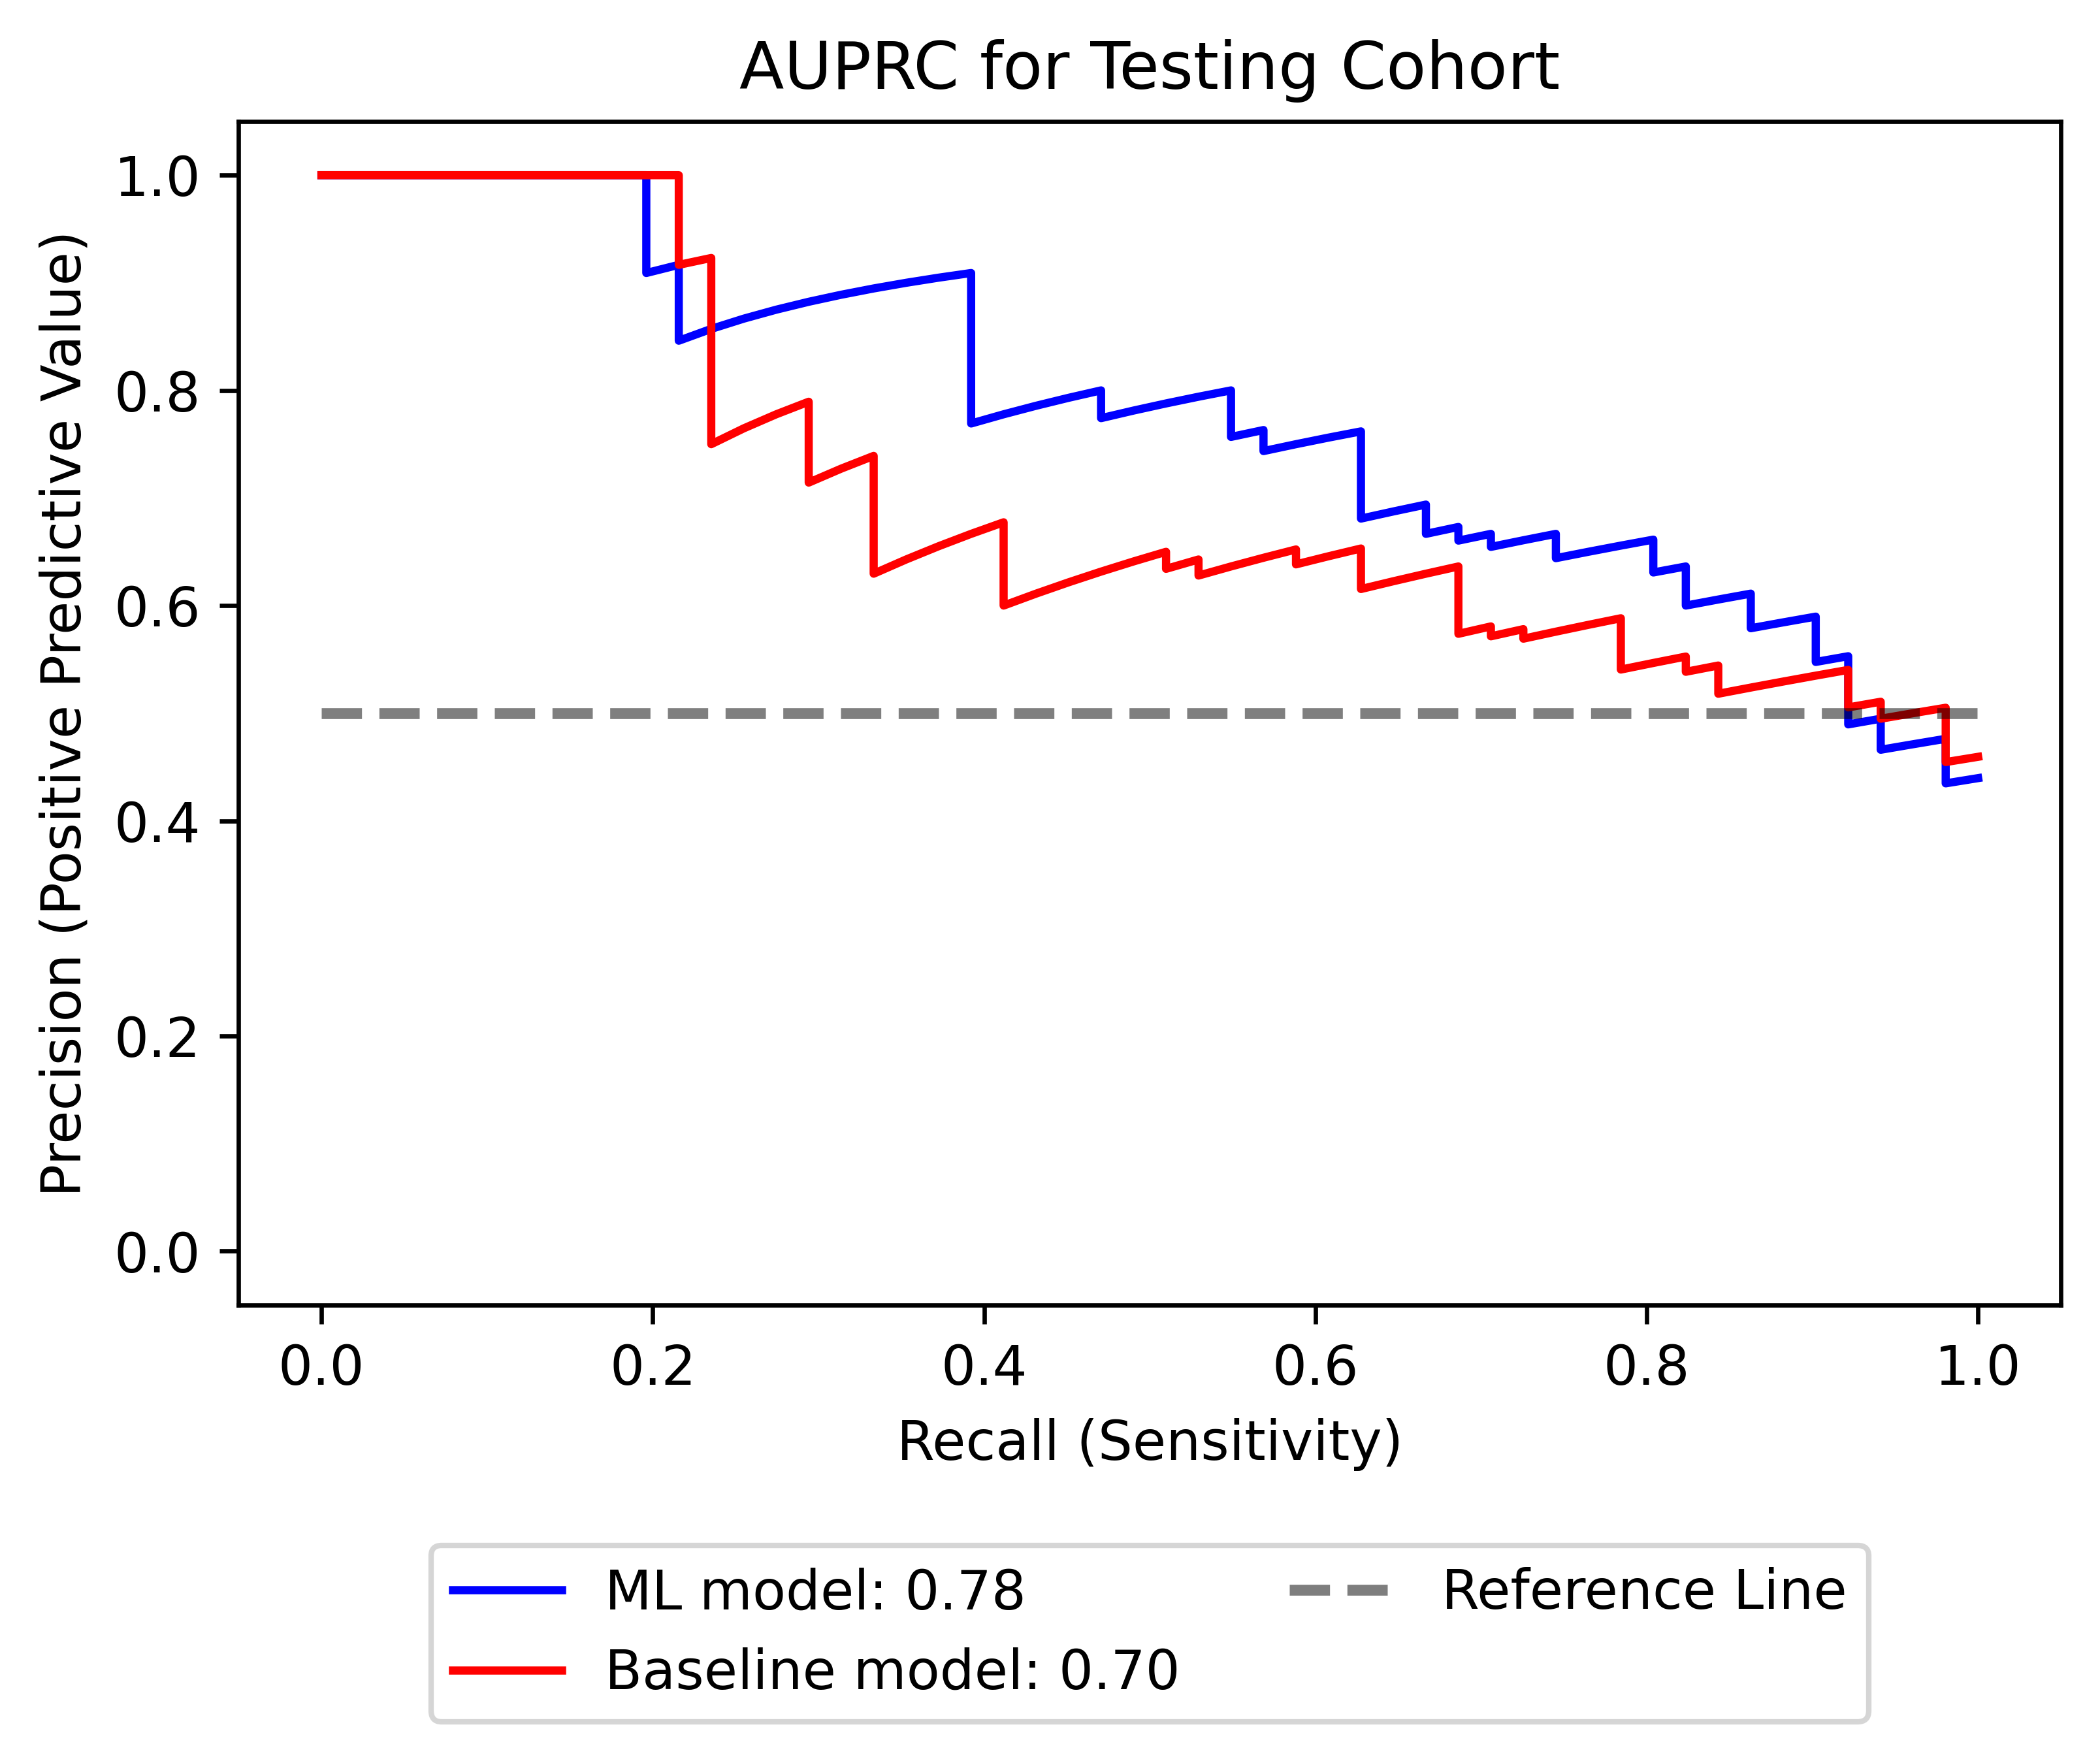 AUPRC for Testing Cohort
Precision (Positive Predictive Value)
1.0
0.8
0.6
0.4
0.2
0.0
0.0 0.2 0.4 0.6 0.8 1.0
Recall (Sensitivity)
ML model: 0.78
Baseline model: 0.70
Reference Line